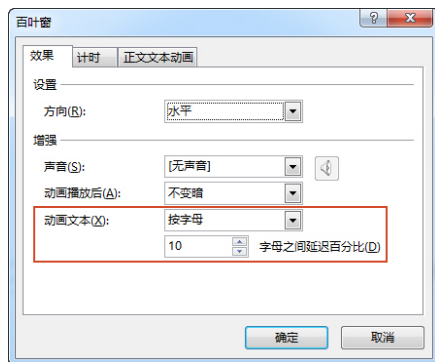 百叶窗
效果 计时 正文文本动画
设置
方向(R): 水平
增强
声音(S): [无声音]
动画播放后(A): 不变暗
动画文本(X): 按字母
10 字母之间延迟百分比(D)
确定 取消